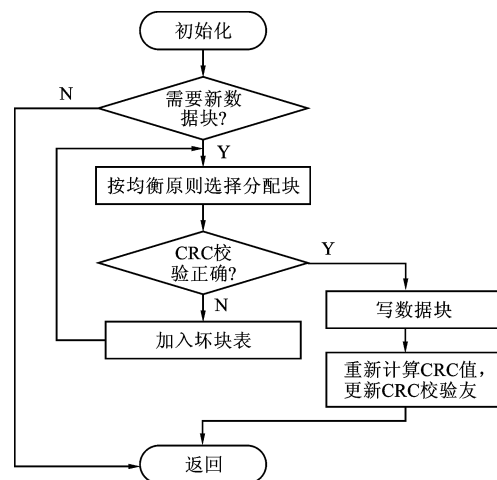 初始化
N
需要新数
据块?
Y
按均衡原则选择分配块
CRC校
验正确?
Y
N
写数据块
加入坏块表
重新计算CRC值，
更新CRC校验友
返回